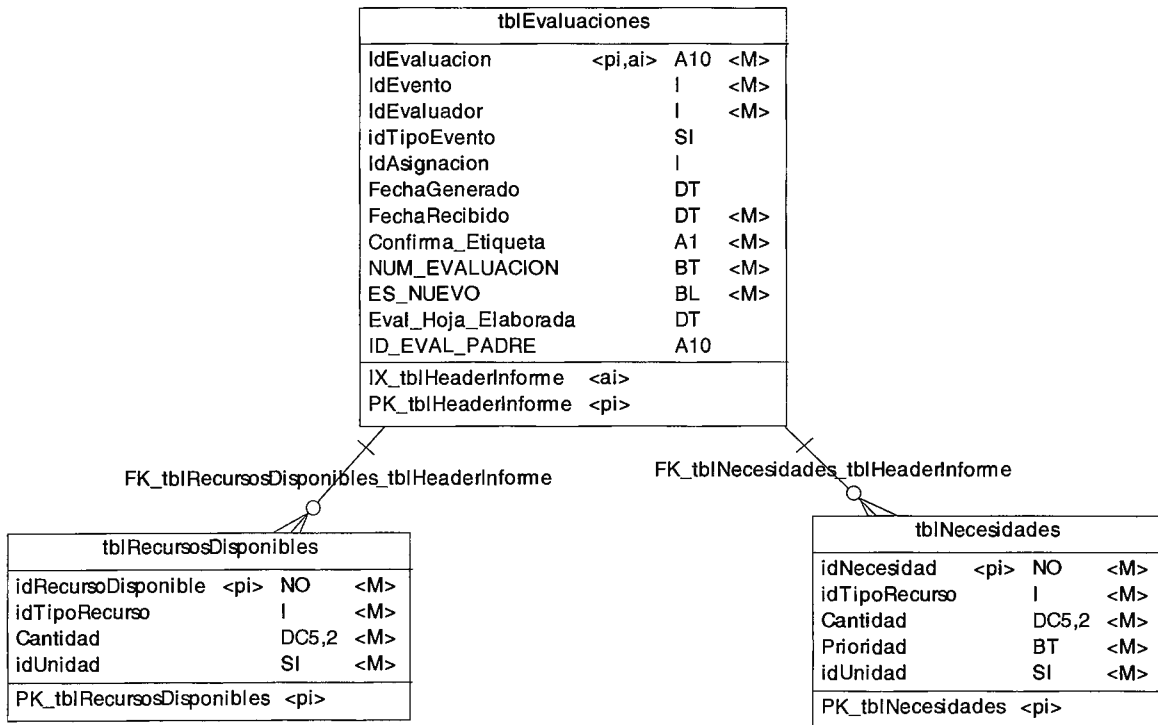 tblEvaluaciones
IdEvaluacion <pi,ai> A10 <M>
IdEvento I <M>
IdEvaluador I <M>
idTipoEvento SI
IdAsignacion I
FechaGenerado DT
FechaRecibido DT <M>
Confirma_Etiqueta A1 <M>
NUM_EVALUACION BT <M>
ES_NUEVO BL <M>
Eval_Hoja_Elaborada DT
ID_EVAL_PADRE A10
IX_tblHeaderInforme <ai>
PK_tblHeaderInforme <pi>
FK_tblRecursosDisponibles_tblHeaderInforme
FK_tblNecesidades_tblHeaderInforme
tblRecursosDisponibles
idRecursoDisponible <pi> NO <M>
idTipoRecurso I <M>
Cantidad DC5,2 <M>
idUnidad SI <M>
PK_tblRecursosDisponibles <pi>
tblNecesidades
idNecesidad <pi> NO <M>
idTipoRecurso I <M>
Cantidad DC5,2 <M>
Prioridad BT <M>
idUnidad SI <M>
PK_tblNecesidades <pi>